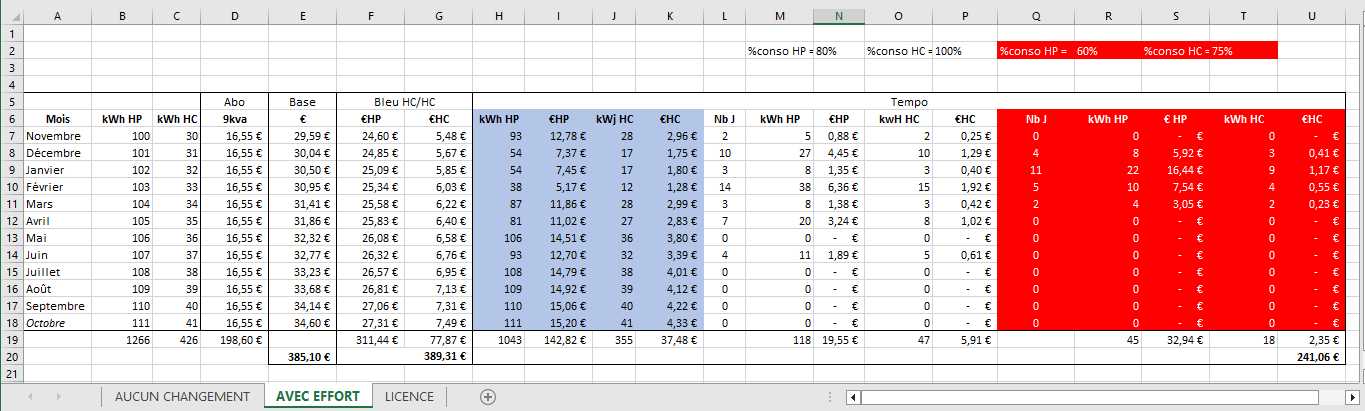 A B C D E F G H I J K L M N O P Q R S T U
1
2 %conso HP = 80% %conso HC = 100% %conso HP = 60% %conso HC = 75%
3
4
5 Abo Base Bleu HC/HC Tempo
6 Mois kWh HP kWh HC 9kva € €HP €HC kWh HP €HP kWj HC €HC Nb J kWh HP €HP kwH HC €HC Nb J kWh HP € HP kWh HC €HC
7 Novembre 100 30 16,55 € 29,59 € 24,60 € 5,48 € 93 12,78 € 28 2,96 € 2 5 0,88 € 2 0,25 € 0 0 - € 0 - €
8 Décembre 101 31 16,55 € 30,04 € 24,85 € 5,67 € 54 7,37 € 17 1,75 € 10 27 4,45 € 10 1,29 € 4 8 5,92 € 3 0,41 €
9 Janvier 102 32 16,55 € 30,50 € 25,09 € 5,85 € 54 7,45 € 17 1,80 € 3 8 1,35 € 3 0,40 € 11 22 16,44 € 9 1,17 €
10 Février 103 33 16,55 € 30,95 € 25,34 € 6,03 € 38 5,17 € 12 1,28 € 14 38 6,36 € 15 1,92 € 5 10 7,54 € 4 0,55 €
11 Mars 104 34 16,55 € 31,41 € 25,58 € 6,22 € 87 11,86 € 28 2,99 € 3 8 1,38 € 3 0,42 € 2 4 3,05 € 2 0,23 €
12 Avril 105 35 16,55 € 31,86 € 25,83 € 6,40 € 81 11,02 € 27 2,83 € 7 20 3,24 € 8 1,02 € 0 0 - € 0 - €
13 Mai 106 36 16,55 € 32,32 € 26,08 € 6,58 € 106 14,51 € 36 3,80 € 0 0 - € 0 - € 0 0 - € 0 - €
14 Juin 107 37 16,55 € 32,77 € 26,32 € 6,76 € 93 12,70 € 32 3,39 € 4 11 1,89 € 5 0,61 € 0 0 - € 0 - €
15 Juillet 108 38 16,55 € 33,23 € 26,57 € 6,95 € 108 14,79 € 38 4,01 € 0 0 - € 0 - € 0 0 - € 0 - €
16 Août 109 39 16,55 € 33,68 € 26,81 € 7,13 € 109 14,92 € 39 4,12 € 0 0 - € 0 - € 0 0 - € 0 - €
17 Septembre 110 40 16,55 € 34,14 € 27,06 € 7,31 € 110 15,06 € 40 4,22 € 0 0 - € 0 - € 0 0 - € 0 - €
18 Octobre 111 41 16,55 € 34,60 € 27,31 € 7,49 € 111 15,20 € 41 4,33 € 0 0 - € 0 - € 0 0 - € 0 - €
19 1266 426 198,60 € 311,44 € 77,87 € 1043 142,82 € 355 37,48 € 118 19,55 € 47 5,91 € 45 32,94 € 18 2,35 €
20 385,10 € 389,31 € 241,06 €
21
AUCUN CHANGEMENT AVEC EFFORT LICENCE